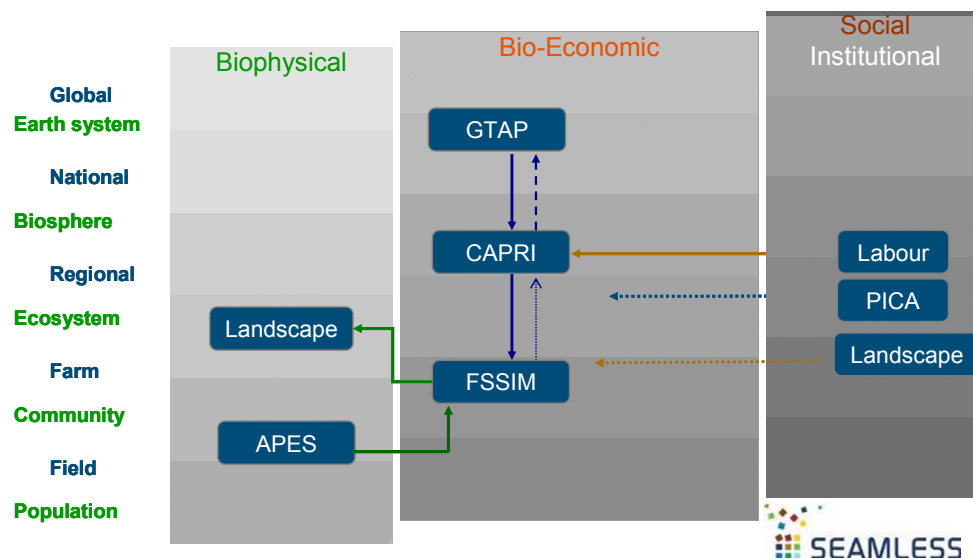 Biophysical
Bio-Economic
Social
Institutional
Global
Earth system
National
Biosphere
Regional
Ecosystem
Farm
Community
Field
Population
GTAP
CAPRI
FSSIM
Landscape
APES
Labour
PICA
Landscape
SEAMLESS